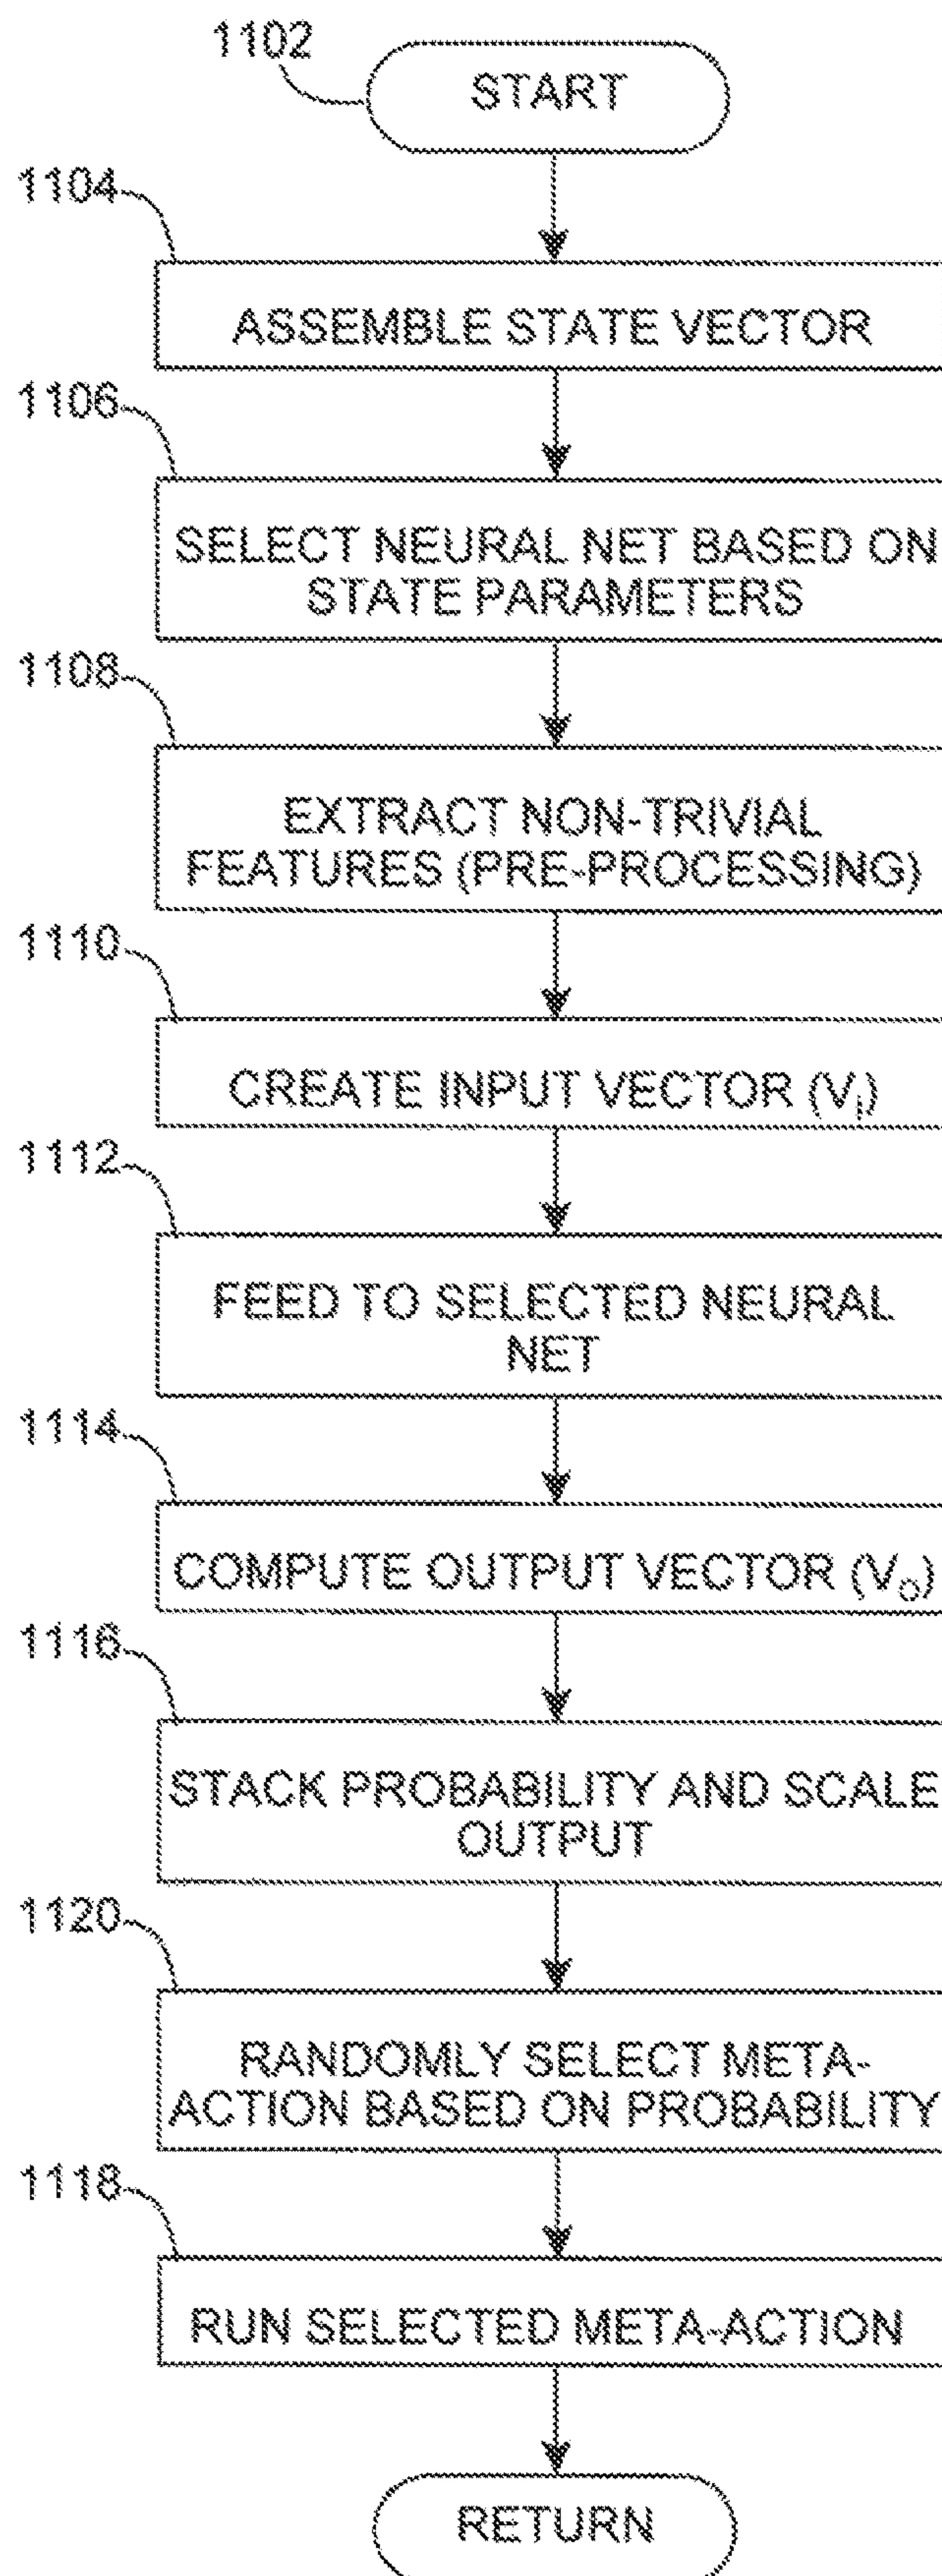 1102
START
1104
ASSEMBLE STATE VECTOR
1106
SELECT NEURAL NET BASED ON
STATE PARAMETERS
1108
EXTRACT NON-TRIVIAL
FEATURES (PRE-PROCESSING)
1110
CREATE INPUT VECTOR (V_I)
1112
FEED TO SELECTED NEURAL
NET
1114
COMPUTE OUTPUT VECTOR (V_O)
1116
STACK PROBABILITY AND SCALE
OUTPUT
1120
RANDOMLY SELECT META-
ACTION BASED ON PROBABILITY
1118
RUN SELECTED META-ACTION
RETURN